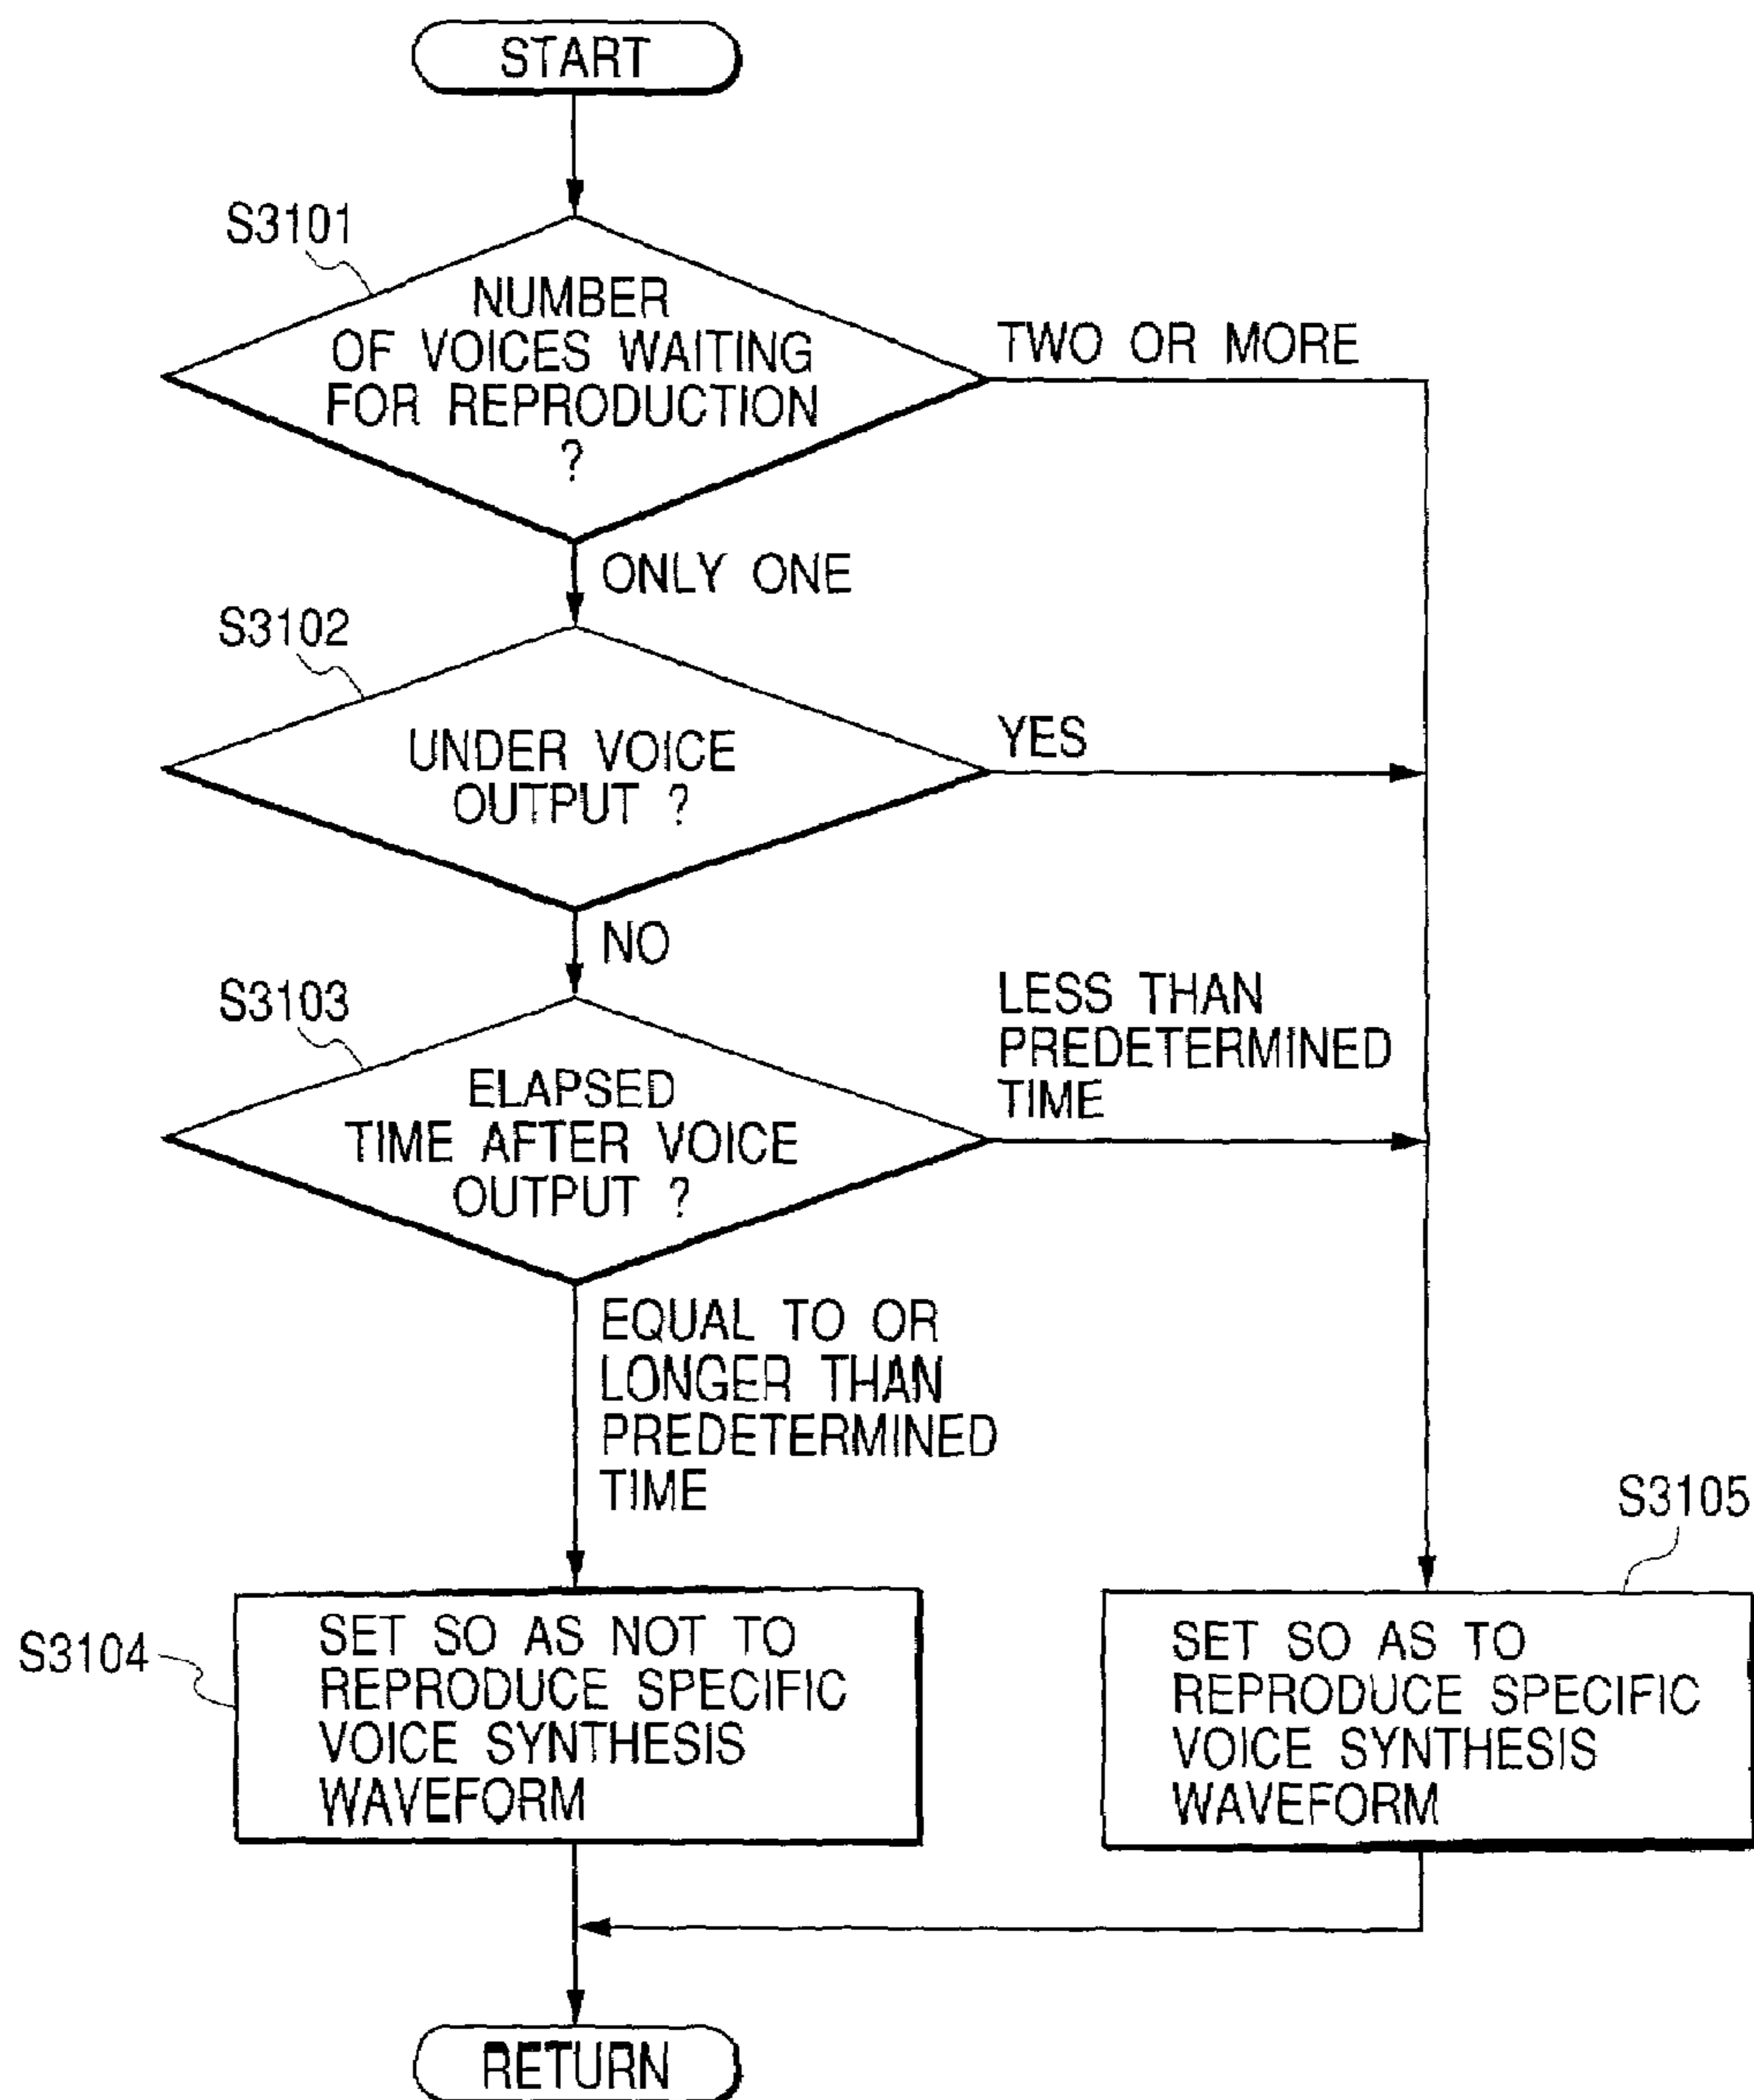 START
S3101
NUMBER
OF VOICES WAITING
FOR REPRODUCTION
?
TWO OR MORE
ONLY ONE
S3102
UNDER VOICE
OUTPUT ?
YES
NO
S3103
ELAPSED
TIME AFTER VOICE
OUTPUT ?
LESS THAN
PREDETERMINED
TIME
EQUAL TO OR
LONGER THAN
PREDETERMINED
TIME
S3104
SET SO AS NOT TO
REPRODUCE SPECIFIC
VOICE SYNTHESIS
WAVEFORM
S3105
SET SO AS TO
REPRODUCE SPECIFIC
VOICE SYNTHESIS
WAVEFORM
RETURN